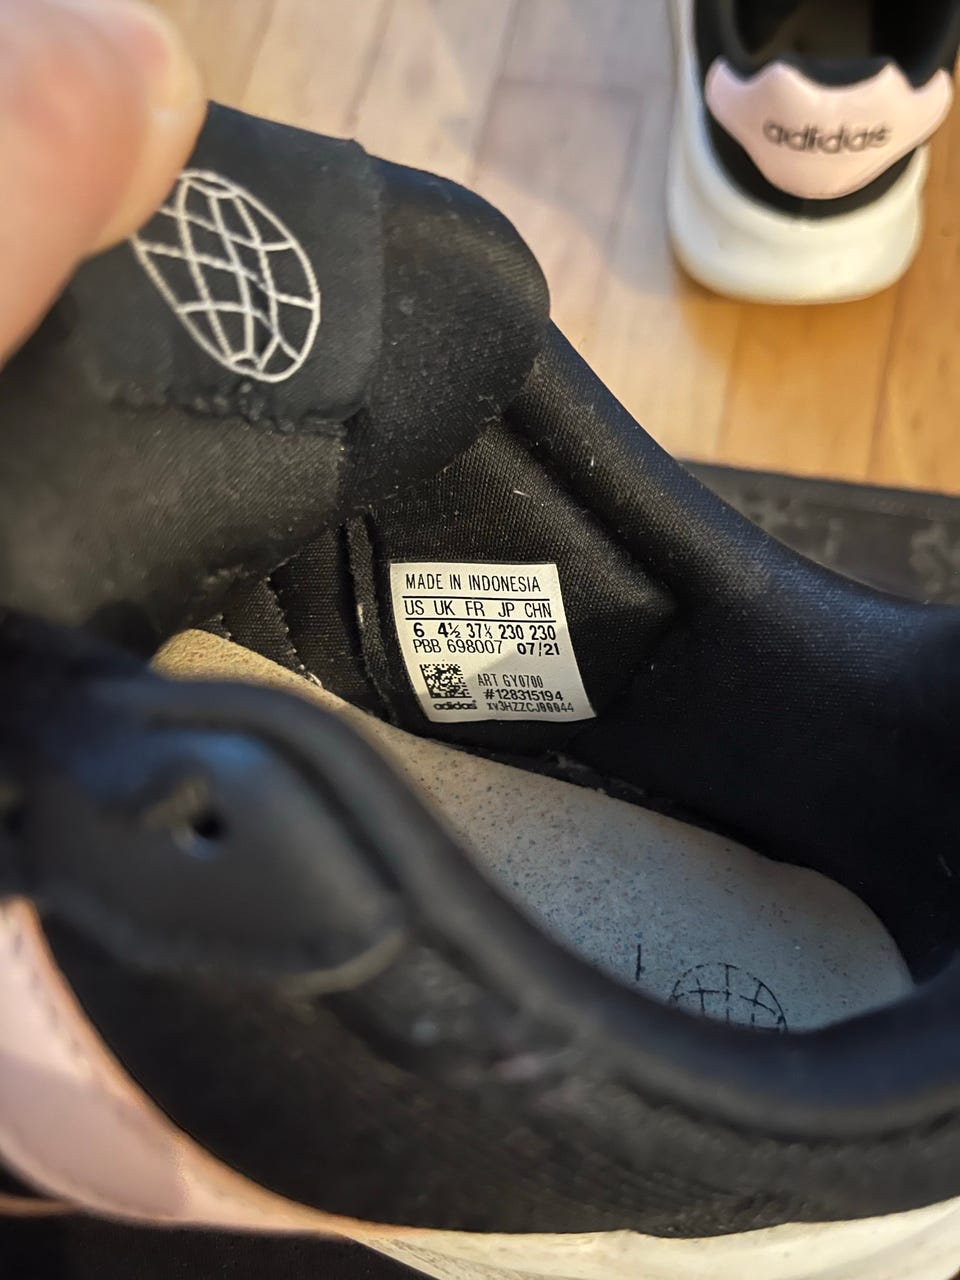 adidas
MADE IN INDONESIA
US UK FR JP CHN
6 4½ 37⅓ 230 230
PBB 698007 07/21
ART GY0700
#128315194
adidas